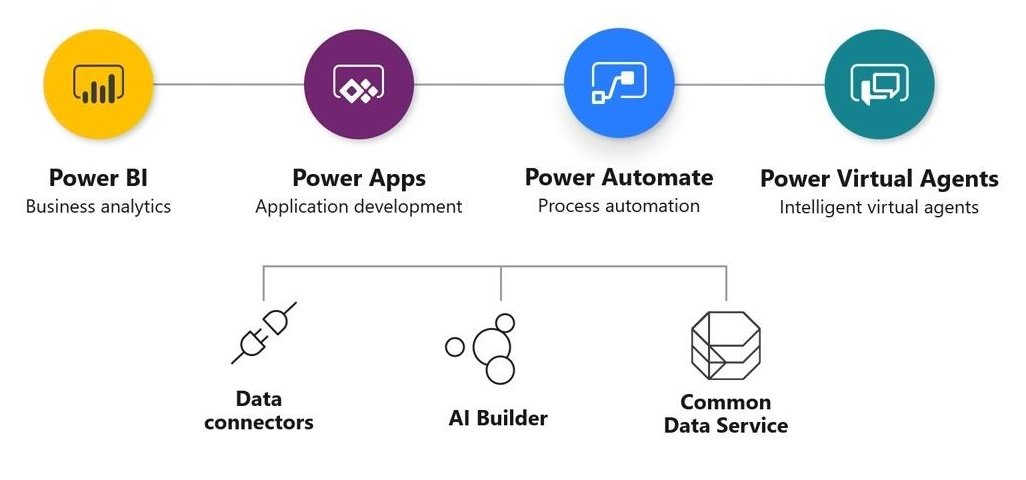 Power BI
Business analytics
Power Apps
Application development
Power Automate
Process automation
Power Virtual Agents
Intelligent virtual agents
Data
connectors
AI Builder
Common
Data Service